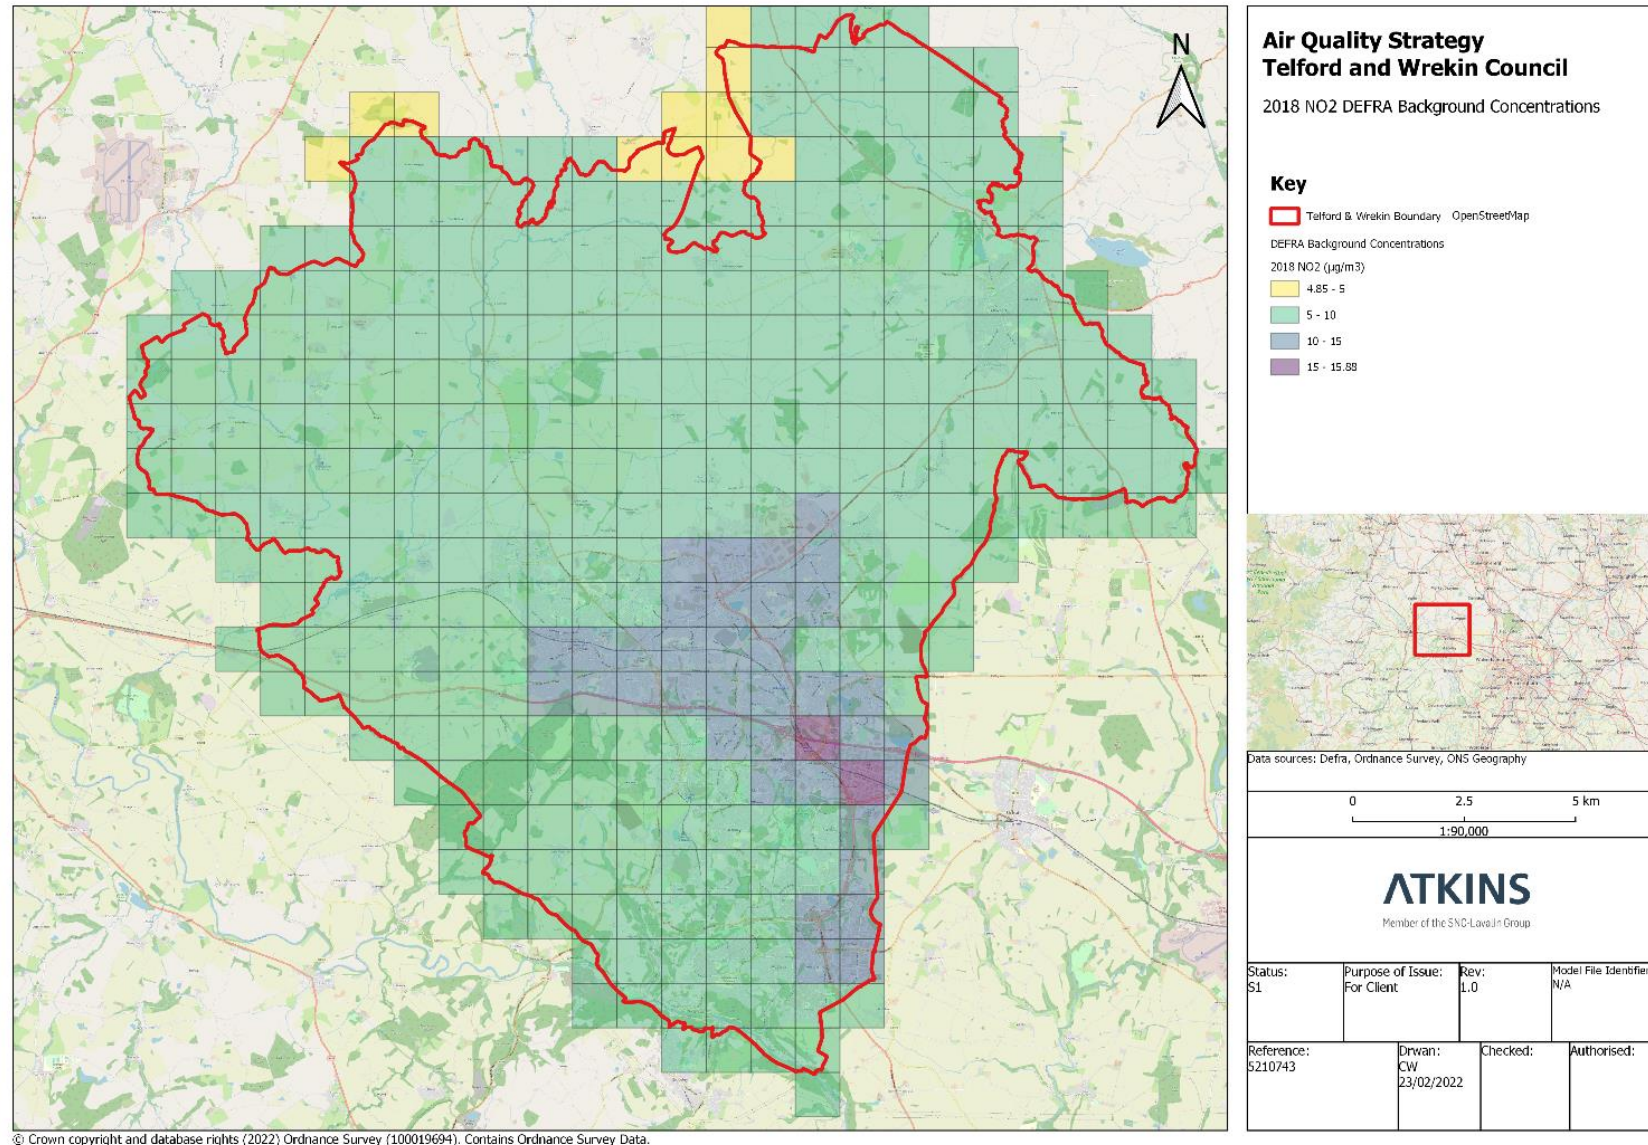 N
Air Quality Strategy
Telford and Wrekin Council
2018 NO2 DEFRA Background Concentrations
Key
Telford & Wrekin Boundary OpenStreetMap
DEFRA Background Concentrations
2018 NO2 (µg/m3)
4.85 - 5
5 - 10
10 - 15
15 - 15.88
Data sources: Defra, Ordnance Survey, ONS Geography
0 2.5 5 km
1:90,000
ATKINS
Member of the SNC-Lavalin Group
Status: Purpose of Issue: Rev: Model File Identifier
S1 For Client 1.0 N/A
Reference: Drwan: Checked: Authorised:
5210743 CW
23/02/2022
© Crown copyright and database rights (2022) Ordnance Survey (100019694). Contains Ordnance Survey Data.